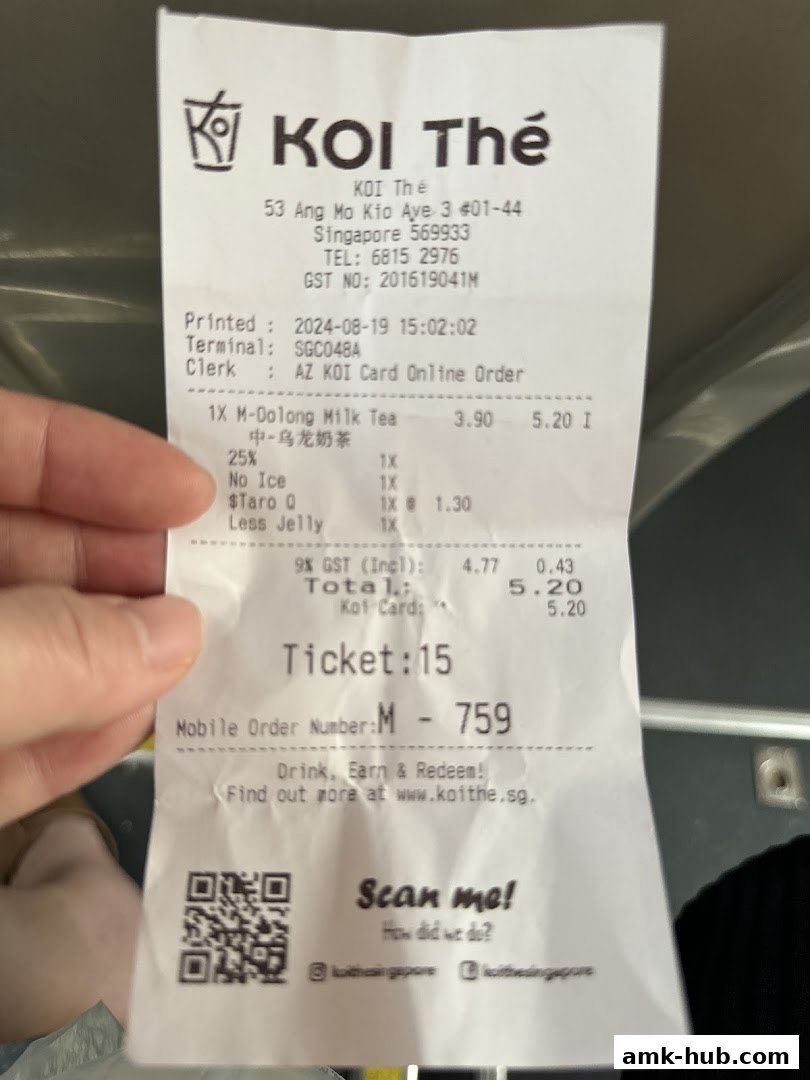 KOI
KOI Thé
KOI Thé
53 Ang Mo Kio Ave 3 #01-44
Singapore 569933
TEL: 6815 2976
GST NO: 201619041M
Printed : 2024-08-19 15:02:02
Terminal: SGC048A
Clerk : AZ KOI Card Online Order
1X M-Oolong Milk Tea 3.90 5.20 I
中-乌龙奶茶
25% 1X
No Ice 1X
$Taro Q 1X @ 1.30
Less Jelly 1X
9% GST (Incl): 4.77 0.43
Total: 5.20
Koi Card: ** 5.20
Ticket:15
Mobile Order Number:M - 759
Drink, Earn & Redeem!
Find out more at www.koithe.sg.
Scan me!
How did we do?
koithesingapore koithesingapore
amk-hub.com